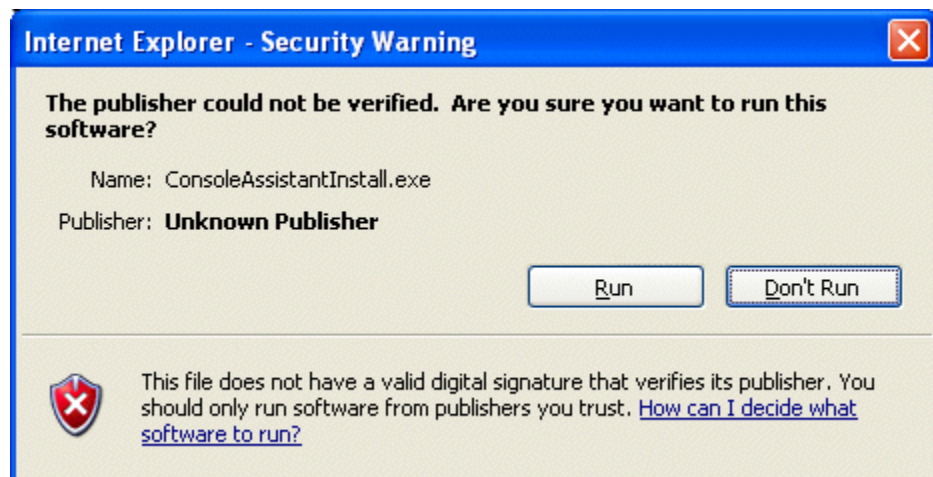 Internet Explorer - Security Warning
The publisher could not be verified.  Are you sure you want to run this
software?
Name: ConsoleAssistantInstall.exe
Publisher: Unknown Publisher
Run Don't Run
This file does not have a valid digital signature that verifies its publisher. You
should only run software from publishers you trust. How can I decide what
software to run?